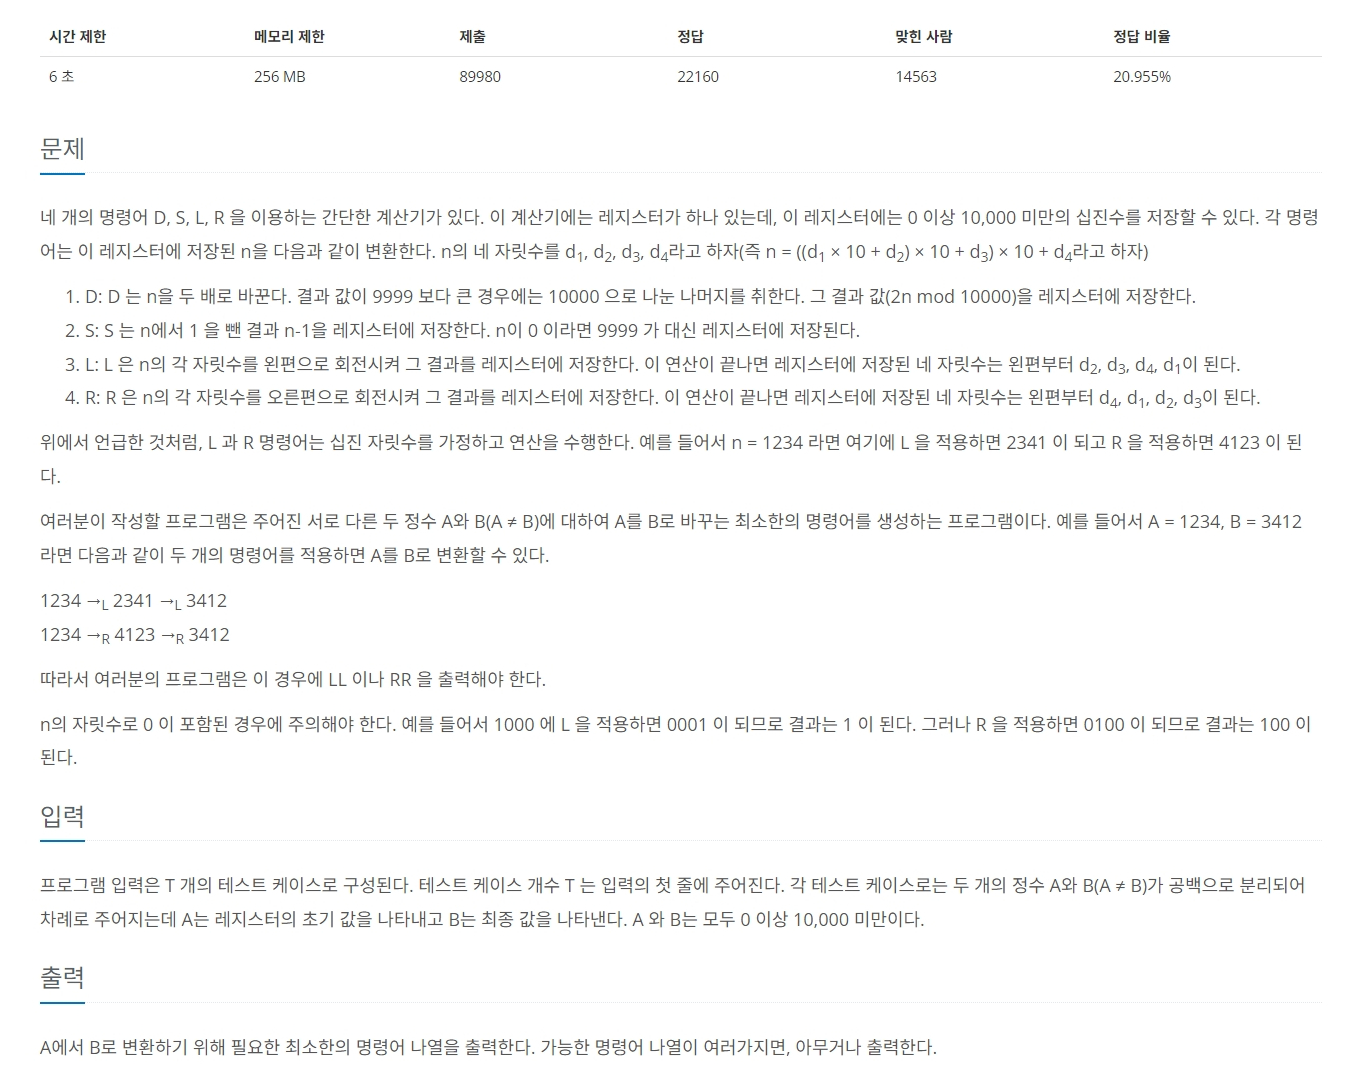 시간 제한 메모리 제한 제출 정답 맞힌 사람 정답 비율
6 초 256 MB 89980 22160 14563 20.955%
문제
네 개의 명령어 D, S, L, R 을 이용하는 간단한 계산기가 있다. 이 계산기에는 레지스터가 하나 있는데, 이 레지스터에는 0 이상 10,000 미만의 십진수를 저장할 수 있다. 각 명령
어는 이 레지스터에 저장된 n을 다음과 같이 변환한다. n의 네 자릿수를 d1, d2, d3, d4라고 하자(즉 n = ((d1 × 10 + d2) × 10 + d3) × 10 + d4라고 하자)
1. D: D 는 n을 두 배로 바꾼다. 결과 값이 9999 보다 큰 경우에는 10000 으로 나눈 나머지를 취한다. 그 결과 값(2n mod 10000)을 레지스터에 저장한다.
2. S: S 는 n에서 1 을 뺀 결과 n-1을 레지스터에 저장한다. n이 0 이라면 9999 가 대신 레지스터에 저장된다.
3. L: L 은 n의 각 자릿수를 왼편으로 회전시켜 그 결과를 레지스터에 저장한다. 이 연산이 끝나면 레지스터에 저장된 네 자릿수는 왼편부터 d2, d3, d4, d1이 된다.
4. R: R 은 n의 각 자릿수를 오른편으로 회전시켜 그 결과를 레지스터에 저장한다. 이 연산이 끝나면 레지스터에 저장된 네 자릿수는 왼편부터 d4, d1, d2, d3이 된다.
위에서 언급한 것처럼, L 과 R 명령어는 십진 자릿수를 가정하고 연산을 수행한다. 예를 들어서 n = 1234 라면 여기에 L 을 적용하면 2341 이 되고 R 을 적용하면 4123 이 된
다.
여러분이 작성할 프로그램은 주어진 서로 다른 두 정수 A와 B(A ≠ B)에 대하여 A를 B로 바꾸는 최소한의 명령어를 생성하는 프로그램이다. 예를 들어서 A = 1234, B = 3412
라면 다음과 같이 두 개의 명령어를 적용하면 A를 B로 변환할 수 있다.
1234 →L 2341 →L 3412
1234 →R 4123 →R 3412
따라서 여러분의 프로그램은 이 경우에 LL 이나 RR 을 출력해야 한다.
n의 자릿수로 0 이 포함된 경우에 주의해야 한다. 예를 들어서 1000 에 L 을 적용하면 0001 이 되므로 결과는 1 이 된다. 그러나 R 을 적용하면 0100 이 되므로 결과는 100 이
된다.
입력
프로그램 입력은 T 개의 테스트 케이스로 구성된다. 테스트 케이스 개수 T 는 입력의 첫 줄에 주어진다. 각 테스트 케이스로는 두 개의 정수 A와 B(A ≠ B)가 공백으로 분리되어
차례로 주어지는데 A는 레지스터의 초기 값을 나타내고 B는 최종 값을 나타낸다. A 와 B는 모두 0 이상 10,000 미만이다.
출력
A에서 B로 변환하기 위해 필요한 최소한의 명령어 나열을 출력한다. 가능한 명령어 나열이 여러가지면, 아무거나 출력한다.